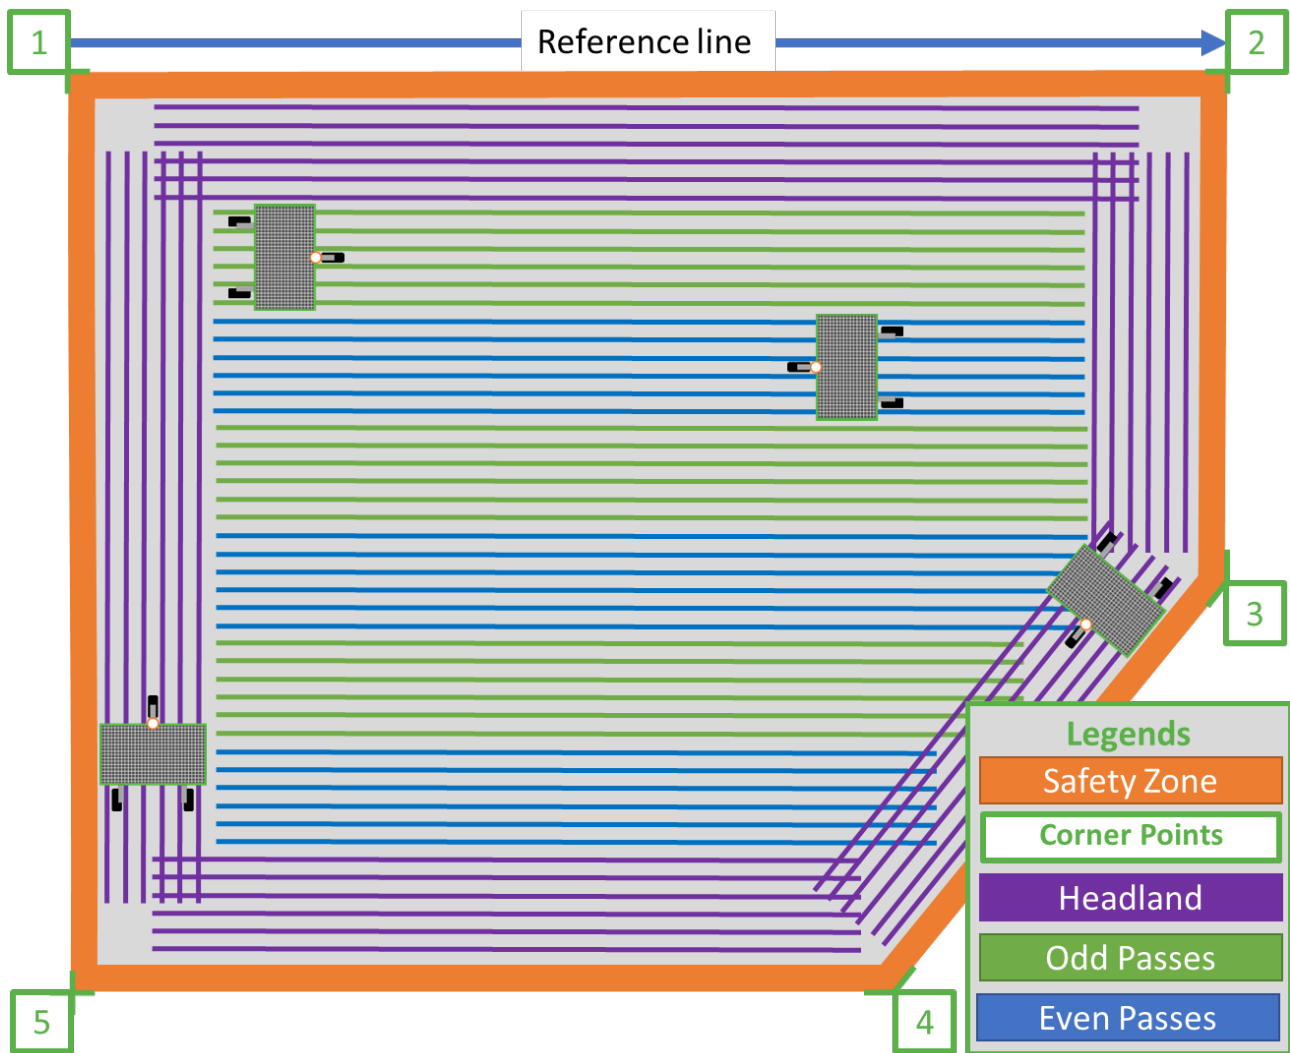 1
Reference line
2
3
Legends
Safety Zone
Corner Points
Headland
Odd Passes
Even Passes
5
4